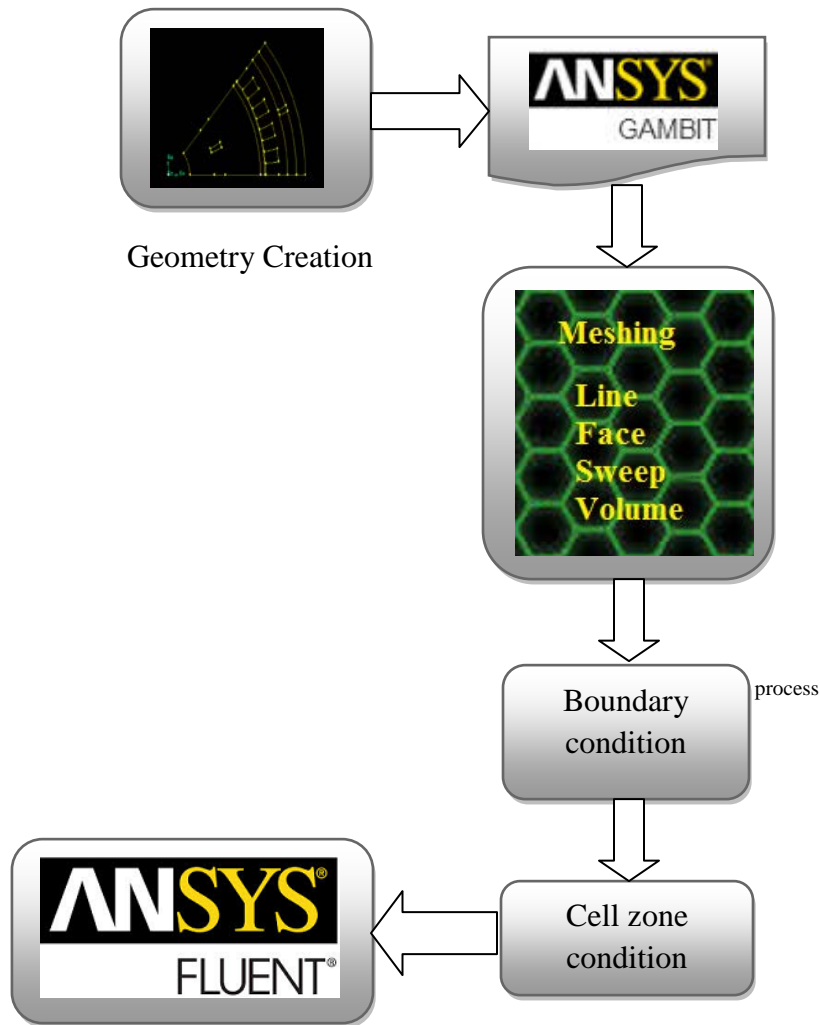 ANSYS®
GAMBIT
Geometry Creation
Meshing
Line
Face
Sweep
Volume
Boundary
condition
process
Cell zone
condition
ANSYS®
FLUENT®